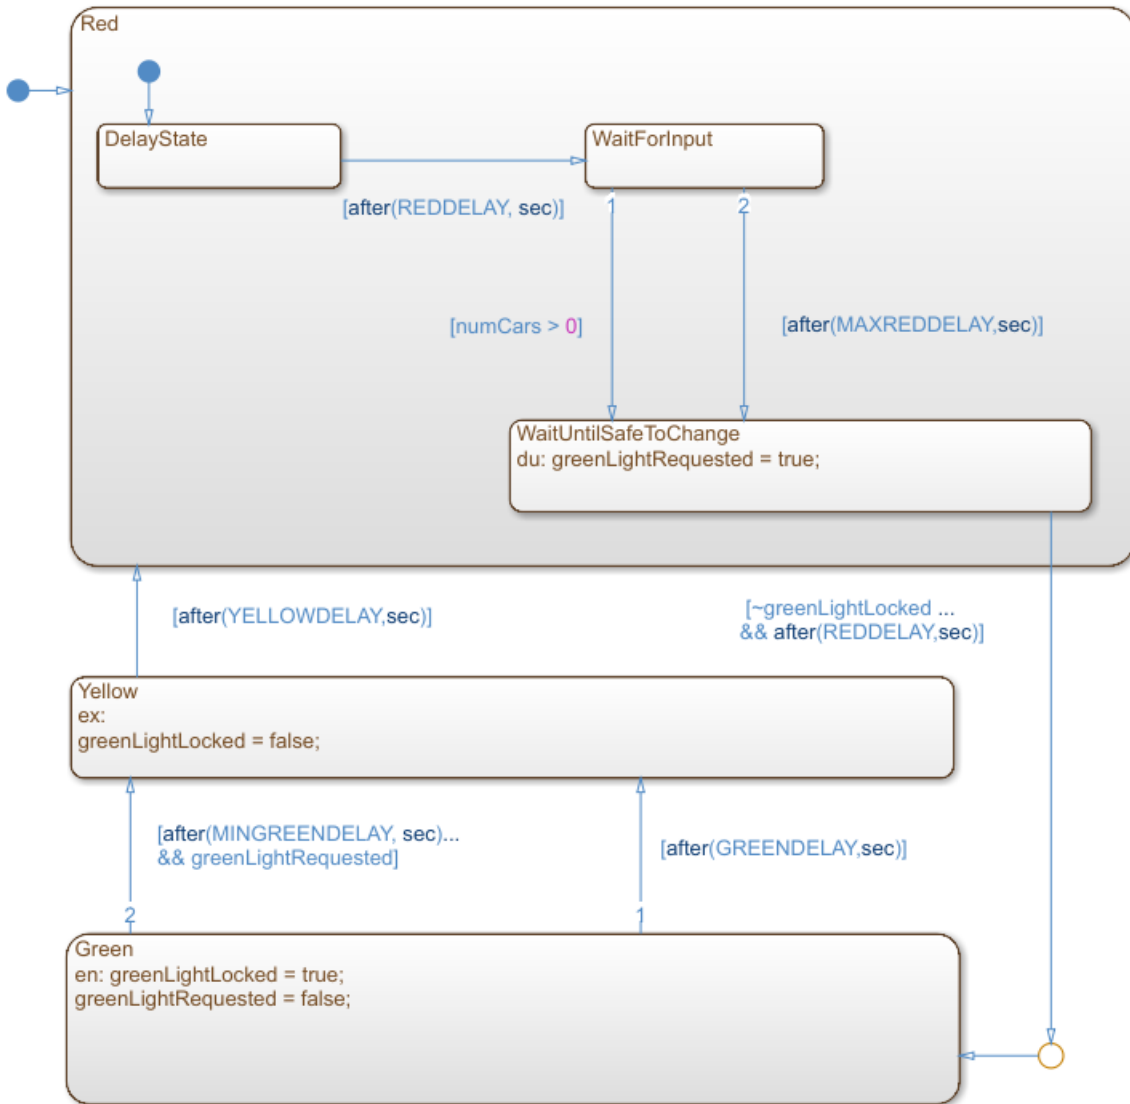 Red
DelayState
WaitForInput
[after(REDDELAY, sec)]
1
2
[numCars > 0]
[after(MAXREDDELAY,sec)]
WaitUntilSafeToChange
du: greenLightRequested = true;
[after(YELLOWDELAY,sec)]
[~greenLightLocked ...
&& after(REDDELAY,sec)]
Yellow
ex:
greenLightLocked = false;
[after(MINGREENDELAY, sec)...
&& greenLightRequested]
[after(GREENDELAY,sec)]
2
1
Green
en: greenLightLocked = true;
greenLightRequested = false;